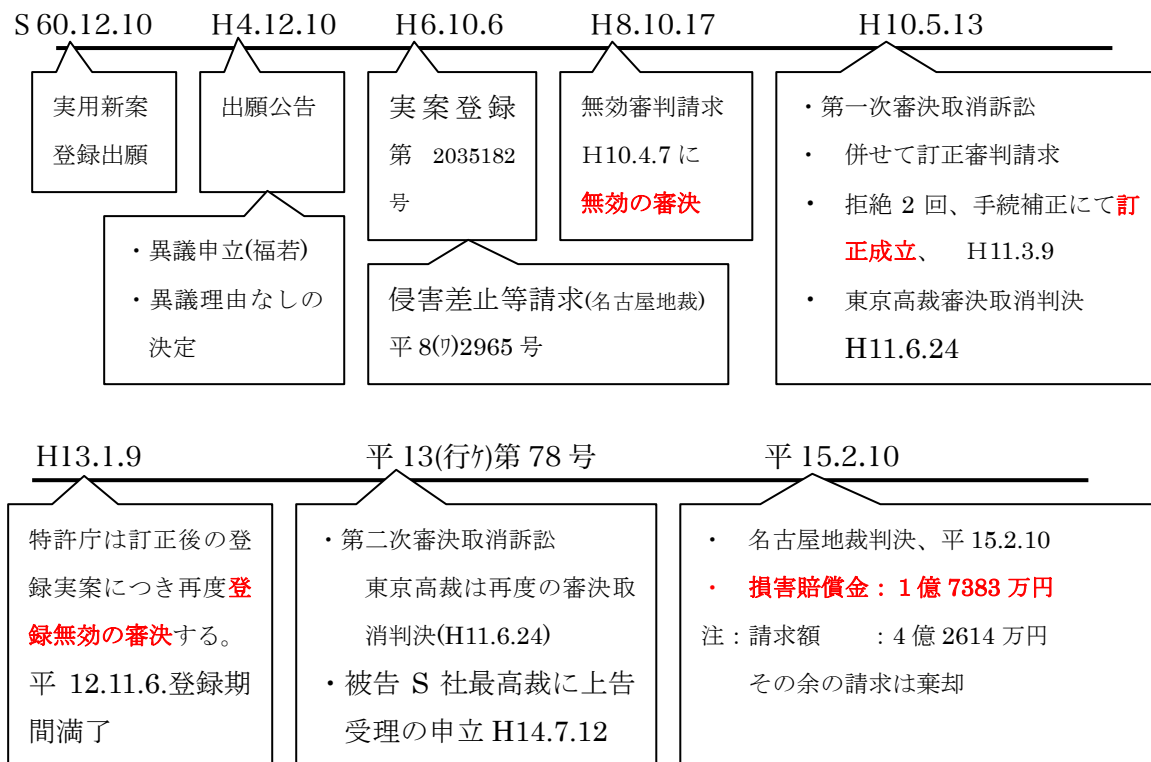 S 60.12.10 H4.12.10 H6.10.6 H8.10.17 H10.5.13
実用新案
登録出願
出願公告
・異議申立(福若)
・異議理由なしの
決定
実案登録
第 2035182
号
侵害差止等請求(名古屋地裁)
平 8(ﾜ)2965 号
無効審判請求
H10.4.7 に
無効の審決
・第一次審決取消訴訟
・ 併せて訂正審判請求
・ 拒絶 2 回、手続補正にて訂
正成立、 H11.3.9
・ 東京高裁審決取消判決
H11.6.24
H13.1.9 平 13(行ｹ)第 78 号 平 15.2.10
特許庁は訂正後の登
録実案につき再度登
録無効の審決する。
平 12.11.6.登録期
間満了
・第二次審決取消訴訟
東京高裁は再度の審決取
消判決(H11.6.24)
・被告 S 社最高裁に上告
受理の申立 H14.7.12
・ 名古屋地裁判決、平 15.2.10
・ 損害賠償金：1 億 7383 万円
注：請求額 ：4 億 2614 万円
その余の請求は棄却